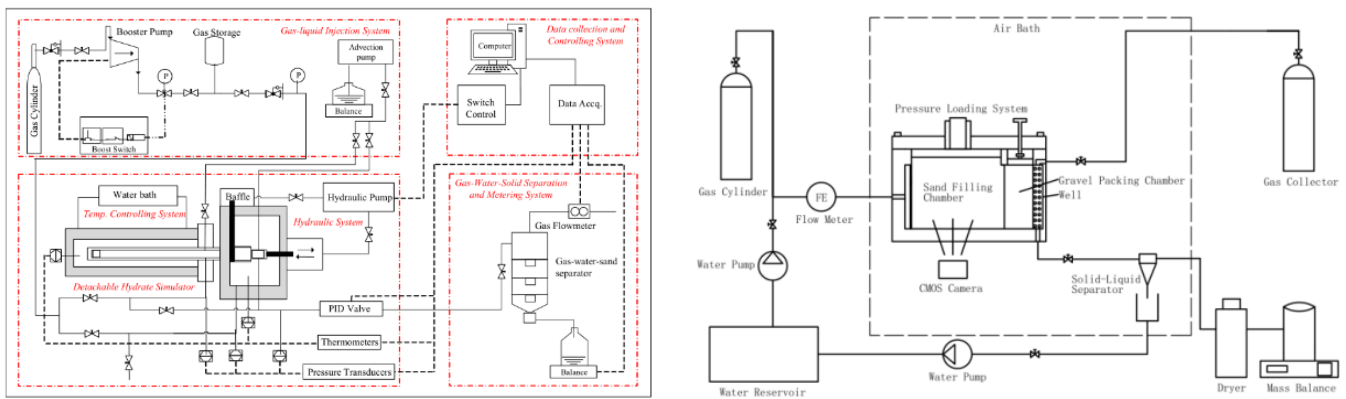 Booster Pump
Gas Storage
Gas-liquid Injection System
Advection
pump
Balance
P
P
Gas Cylinder
Boost Switch
Data collection and
Controlling System
Computer
Switch
Control
Data Accq.
Water bath
Temp. Controlling System
Baffle
Hydraulic Pump
Hydraulic System
Detachable Hydrate Simulator
PID Valve
Thermometers
Pressure Transducers
Gas-Water-Solid Separation
and Metering System
Gas Flowmeter
Gas-water-sand
separator
Balance
Air Bath
Pressure Loading System
Gas Cylinder
Sand Filling
Chamber
Gravel Packing Chamber
Well
Gas Collector
FE
Flow Meter
Water Pump
CMOS Camera
Solid-Liquid
Separator
Water Reservoir
Water Pump
Dryer
Mass Balance